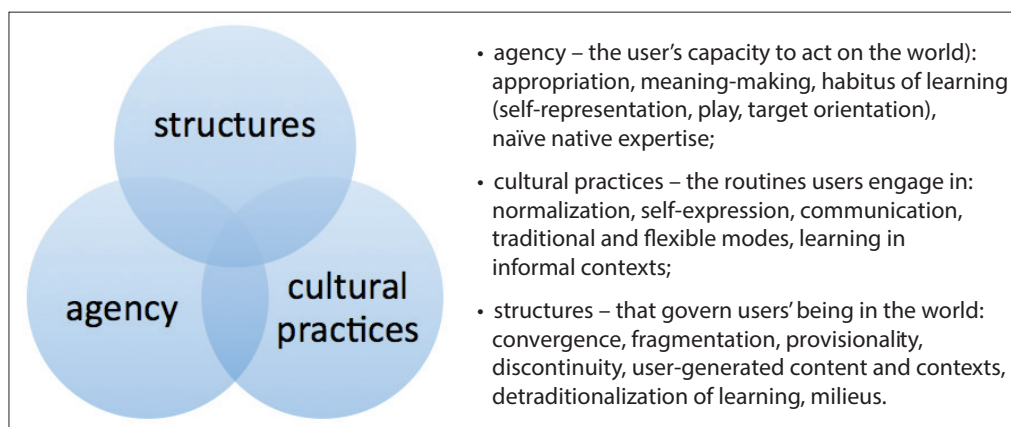 structures
agency
cultural
practices
• agency – the user's capacity to act on the world):
appropriation, meaning-making, habitus of learning
(self-representation, play, target orientation),
naïve native expertise;
• cultural practices – the routines users engage in:
normalization, self-expression, communication,
traditional and flexible modes, learning in
informal contexts;
• structures – that govern users' being in the world:
convergence, fragmentation, provisionality,
discontinuity, user-generated content and contexts,
detraditionalization of learning, milieus.